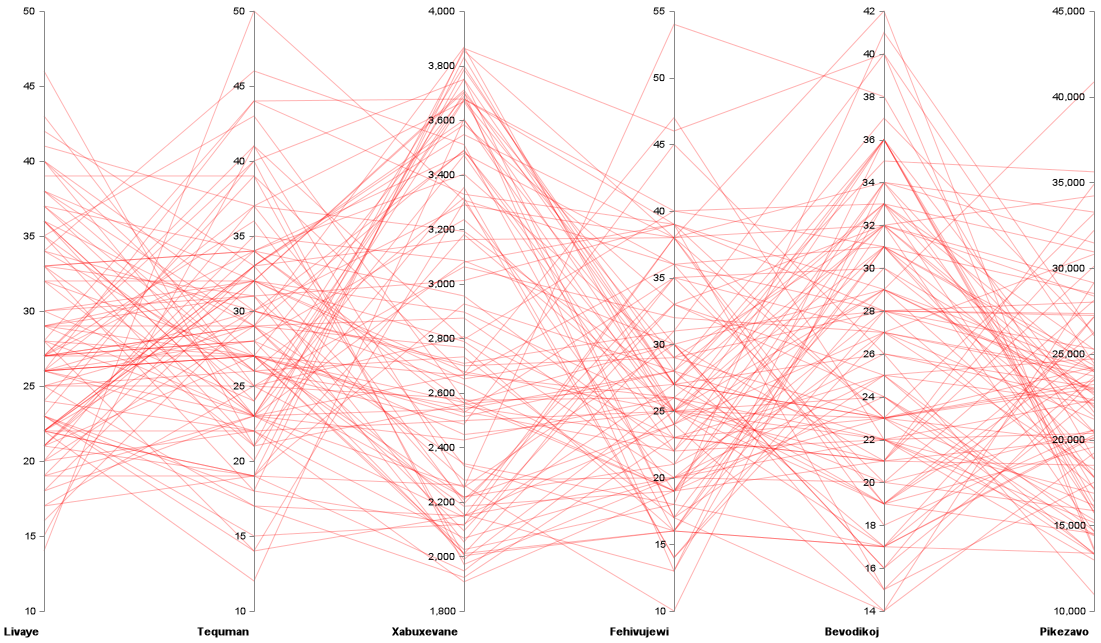 50 50 4,000 55 42 45,000
45 45 3,800 50 40 40,000
40 40 3,600 45 38 35,000
35 35 3,400 40 36 30,000
30 30 3,200 35 34 25,000
25 25 3,000 30 32 20,000
20 20 2,800 25 30 15,000
15 15 2,600 20 28 10,000
10 10 2,400 15 26
2,200 10 24
2,000 22
1,800 20
18
16
14
Livaye Tequman Xabuxevane Fehivujewi Bevodikoj Pikezavo